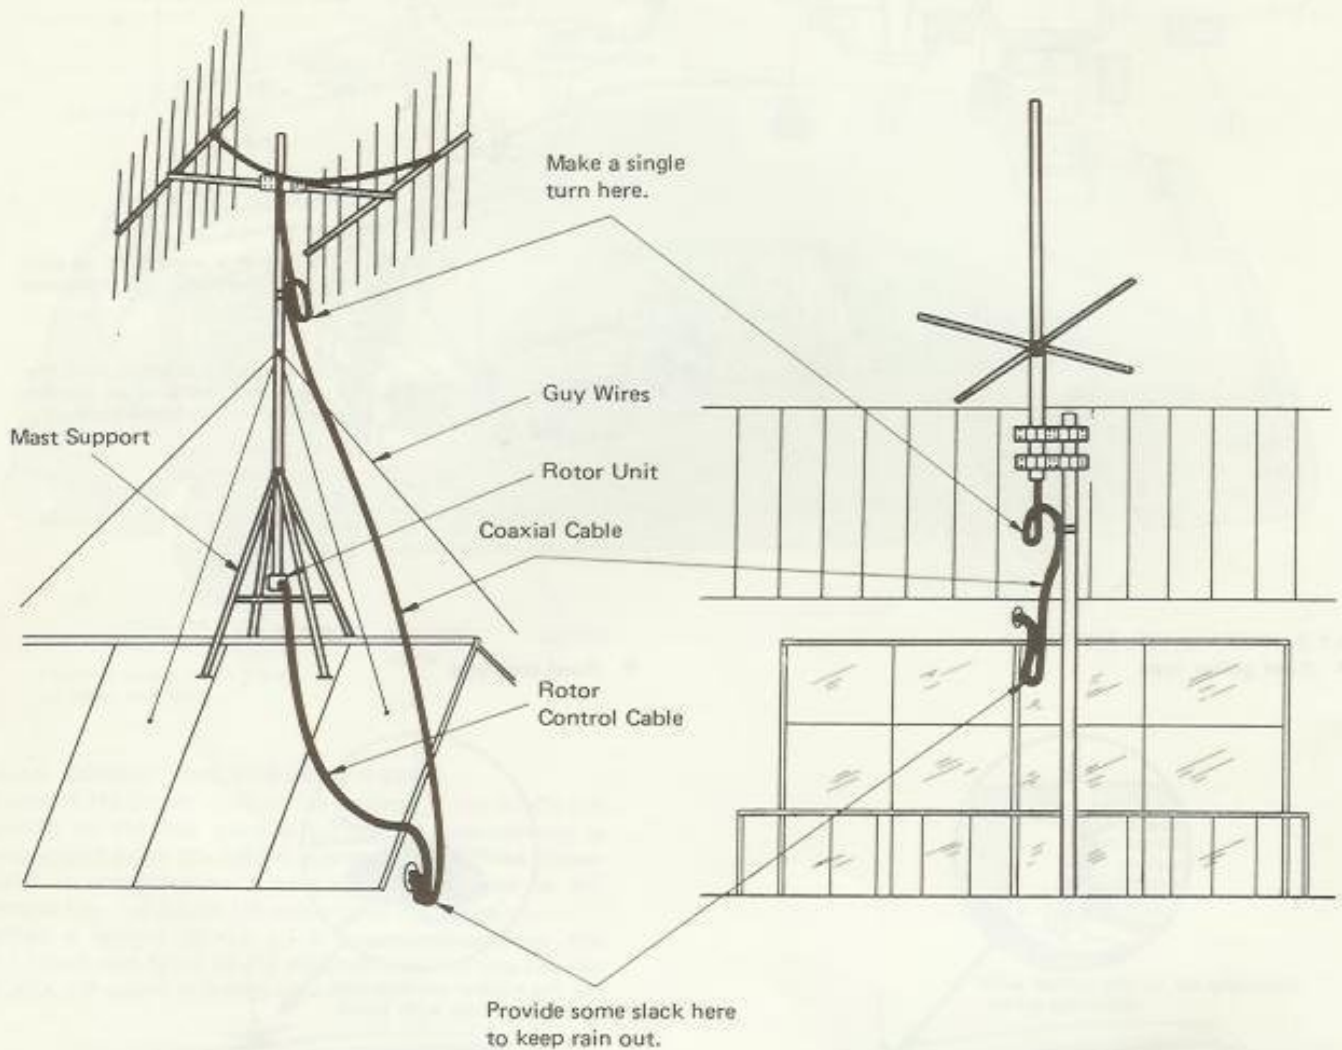 Make a single
turn here.
Guy Wires
Mast Support
Rotor Unit
Coaxial Cable
Rotor
Control Cable
Provide some slack here
to keep rain out.